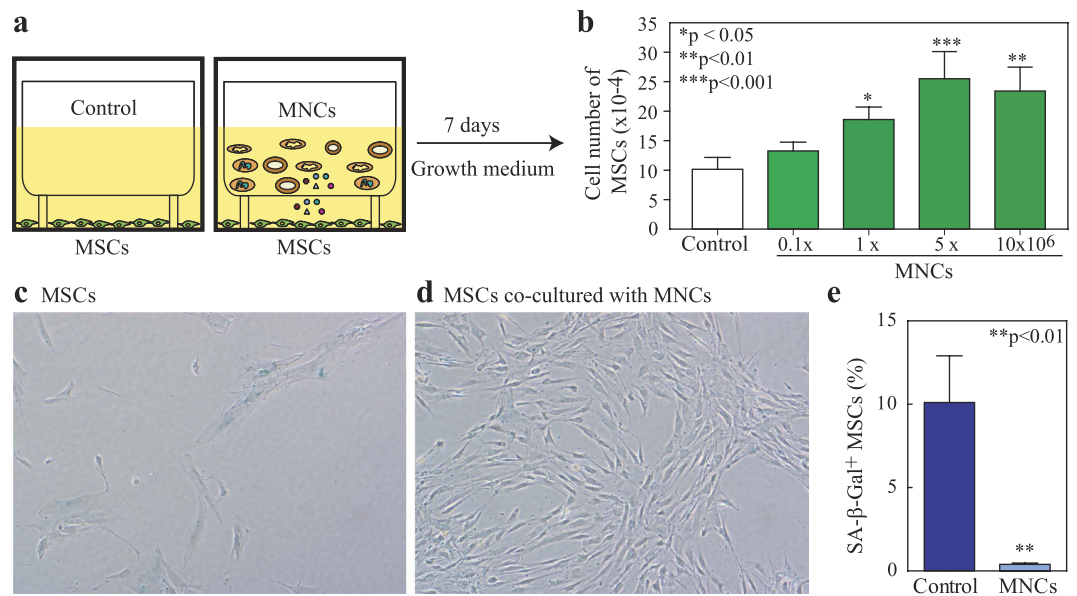 a
Control
MSCs
MNCs
MSCs
7 days
Growth medium
b
Cell number of
MSCs (x10-4)
35
30
25
20
15
10
5
0
*p < 0.05
**p<0.01
***p<0.001
*
***
**
Control
0.1x
1 x
5 x
10x10⁶
MNCs
c MSCs
d MSCs co-cultured with MNCs
e
SA-β-Gal⁺ MSCs (%)
15
10
5
0
**p<0.01
**
Control
MNCs